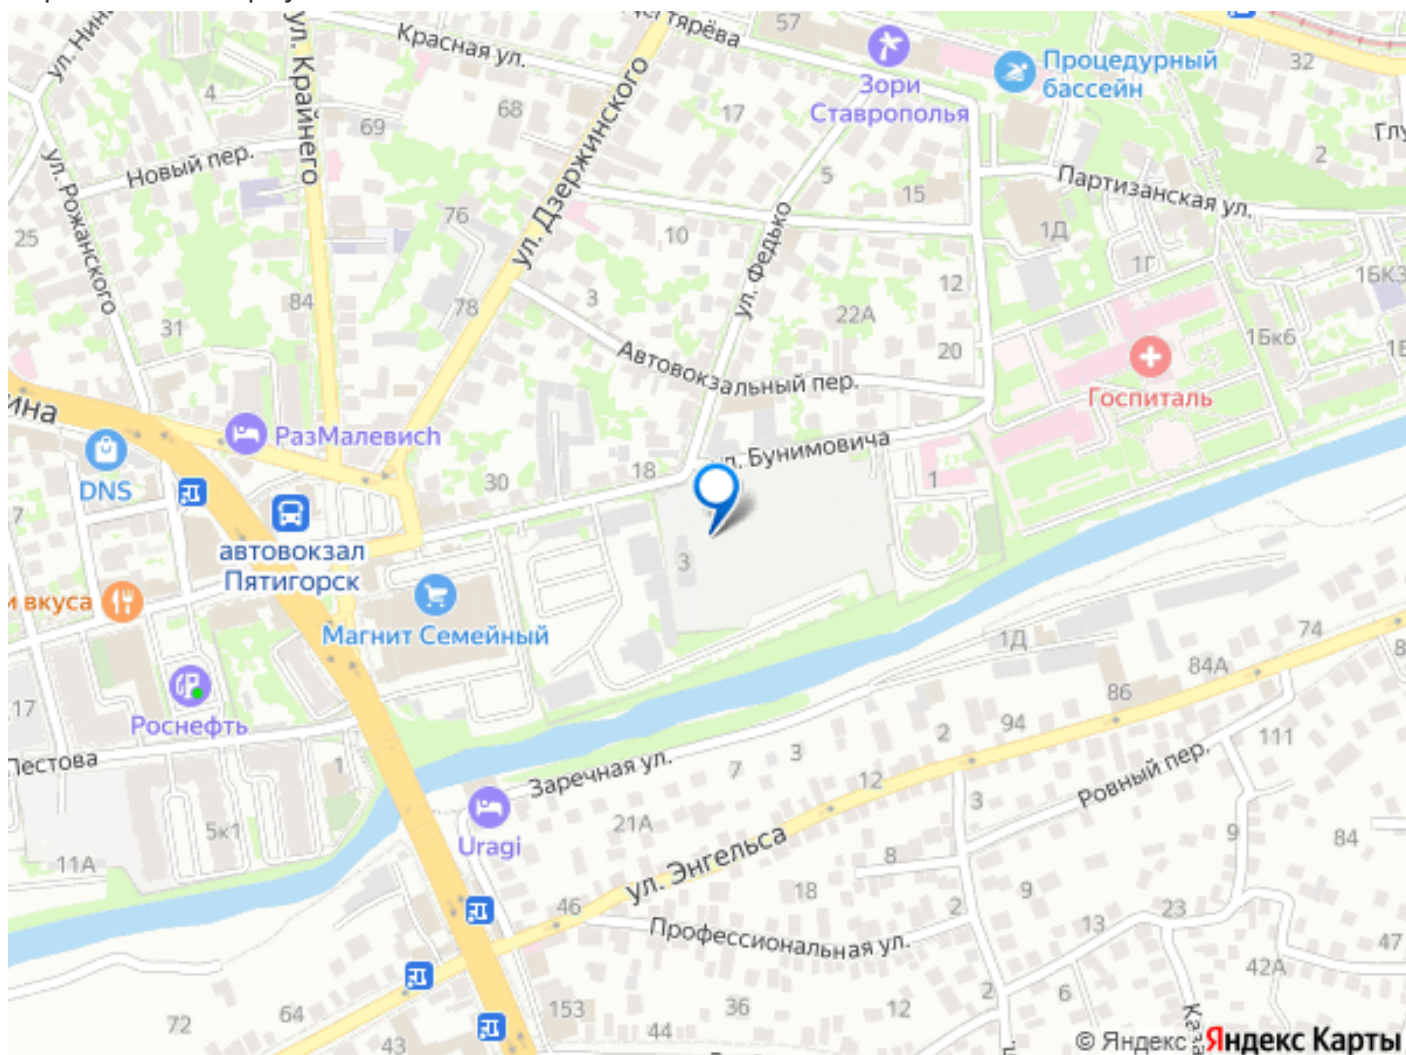 57
Красная ул.
Зори
Ставрополья
Процедурный
бассейн
32
ул. Крайнего
4
68
69
17
2
Новый пер.
ул. Дзержинского
ул. Рожанского
5
15
Партизанская ул.
25
76
10
ул. Федько
1Д
1Г
84
78
3
12
22А
31
20
1Бк6
Автовокзальный пер.
Госпиталь
РазМалевич
DNS
30
18
ул. Бунимовича
1
автовокзал
Пятигорск
3
вкуса
Магнит Семейный
1Д
74
84А
86
Роснефть
17
94
2
111
1
Заречная ул.
7
3
12
Ровный пер.
3
5к1
21А
9
84
Uragi
11А
ул. Энгельса
8
18
9
46
2
23
13
Профессиональная ул.
47
42А
153
36
12
2
6
64
72
43
44
© Яндекс
Яндекс Карты